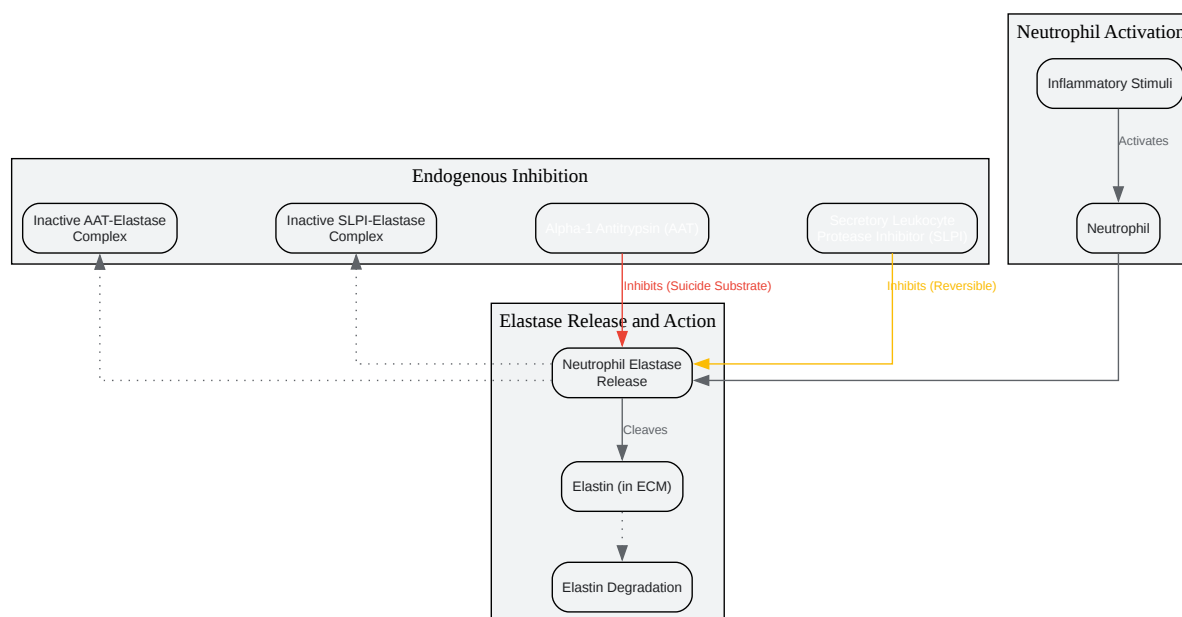 Neutrophil Activation
Inflammatory Stimuli
Activates
Neutrophil
Endogenous Inhibition
Inactive AAT-Elastase
Complex
Inactive SLPI-Elastase
Complex
Alpha-1 Antitrypsin (AAT)
Secretory Leukocyte
Protease Inhibitor (SLPI)
Inhibits (Suicide Substrate)
Inhibits (Reversible)
Elastase Release and Action
Neutrophil Elastase
Release
Cleaves
Elastin (in ECM)
Elastin Degradation